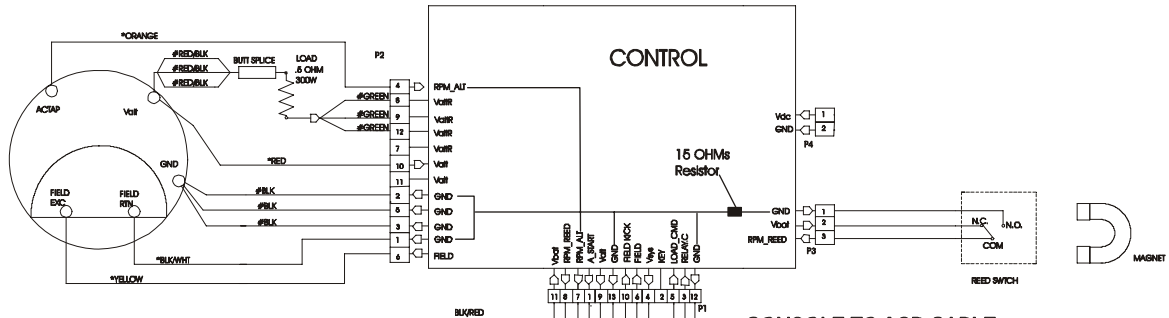 *ORANGE
#RED/BLK
#RED/BLK
#RED/BLK
BUTT SPLICE
LOAD
.5 OHM
300W
P2
CONTROL
ACTAP
Valt
GND
FIELD
EXC
FIELD
RTN
#GREEN
#GREEN
#GREEN
*RED
#BLK
#BLK
#BLK
*BLK/WHT
*YELLOW
4 RPM_ALT
8 ValtR
9 ValtR
12 ValtR
7 ValtR
10 Valt
11 Valt
2 GND
5 GND
3 GND
1 GND
6 FIELD
Vdc 1
GND 2
P4
15 OHMs
Resistor
GND 1
Vbat 2
RPM_REED 3
P3
N.C.
N.O.
COM
REED SWITCH
MAGNET
Vbat
RPM_REED
RPM_ALT
A_START
Valt
GND
FIELD KICK
FIELD
Vsys
KEY
LOAD_CMD
RELAY.C
GND
11 8 7 1 9 13 10 6 4 2 5 3 12
P1
BLK/RED